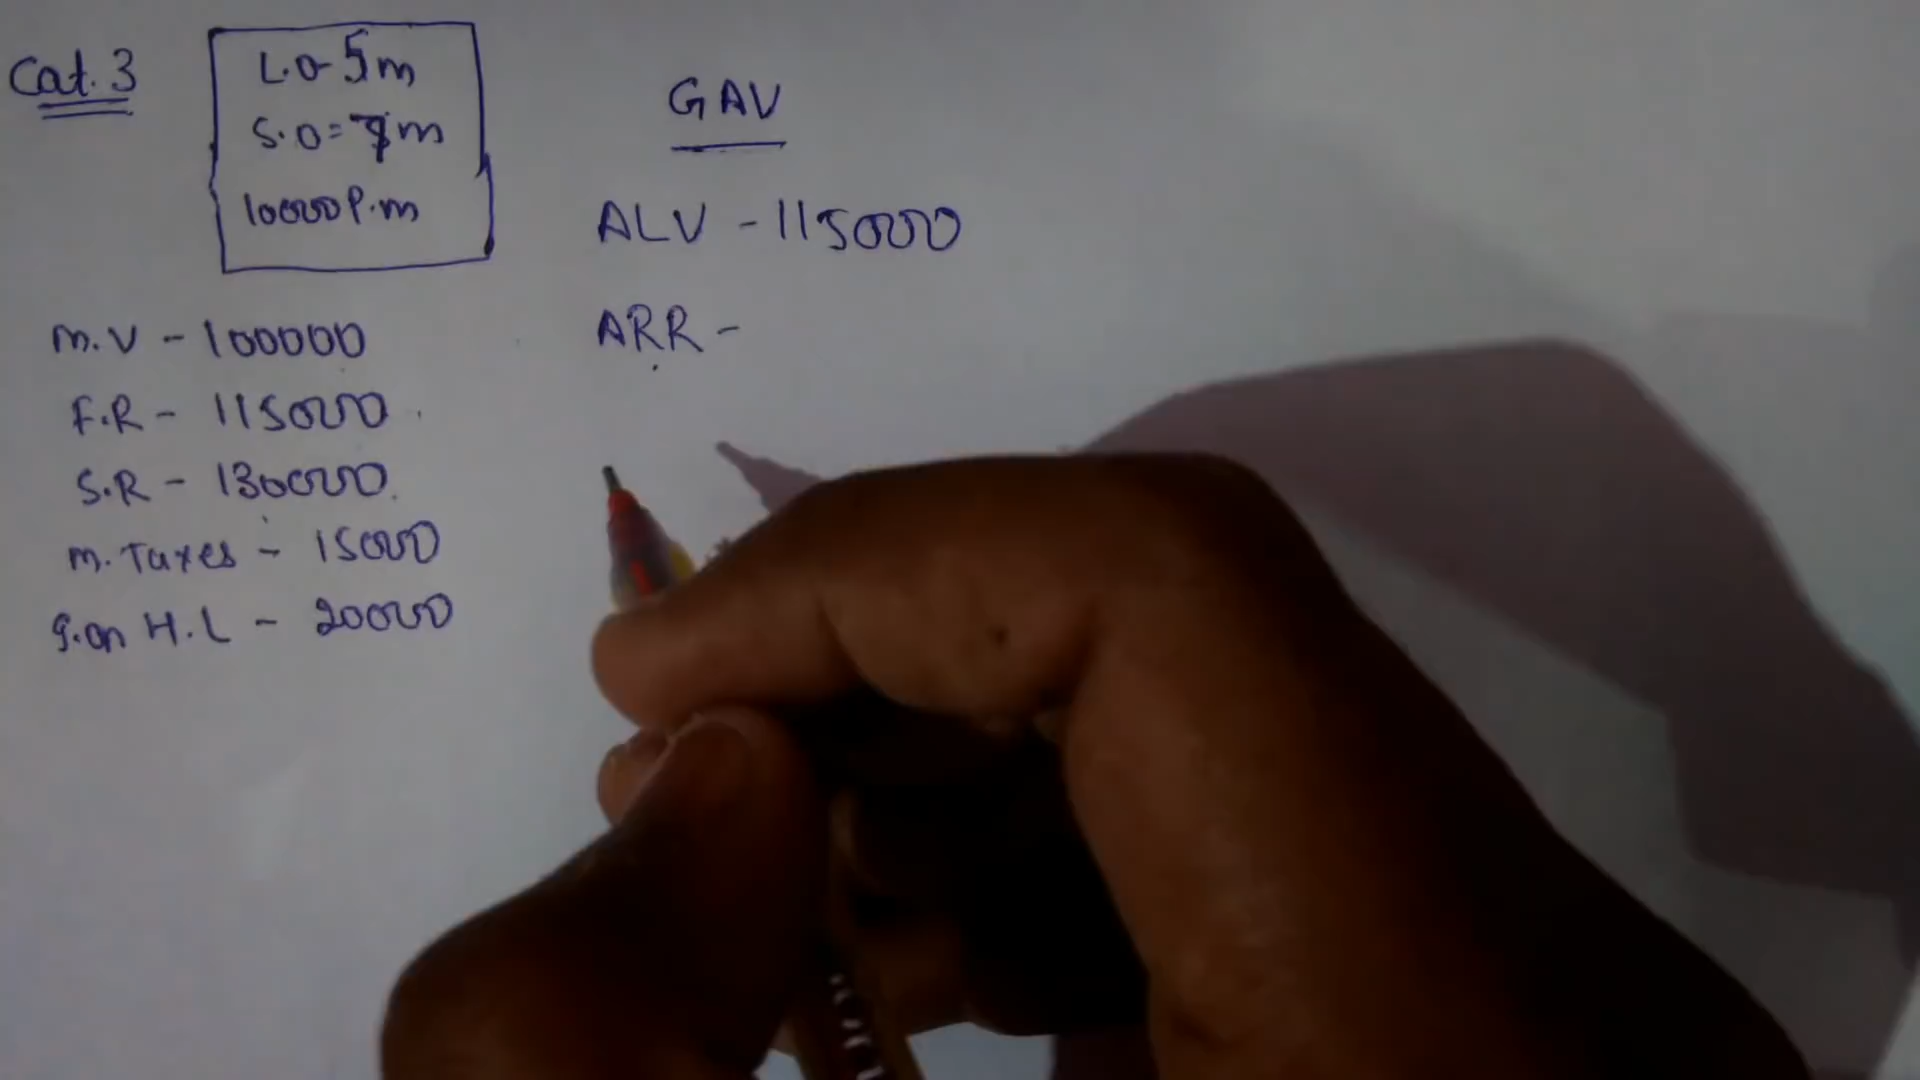 Cat. 3
L.O 5m
S.O = 7m
10000 P.m
GAV
ALV - 115000
ARR -
M.V - 100000
F.R - 115000
S.R - 130000
m. Taxes - 15000
I.on H.L - 20000